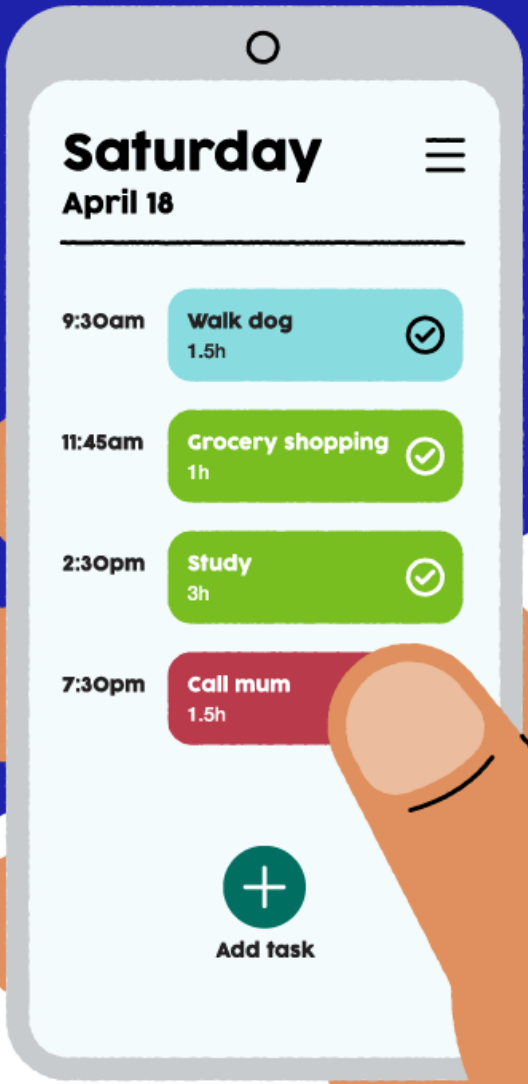 Saturday
April 18
9:30am
Walk dog
1.5h
11:45am
Grocery shopping
1h
2:30pm
Study
3h
7:30pm
Call mum
1.5h
Add task